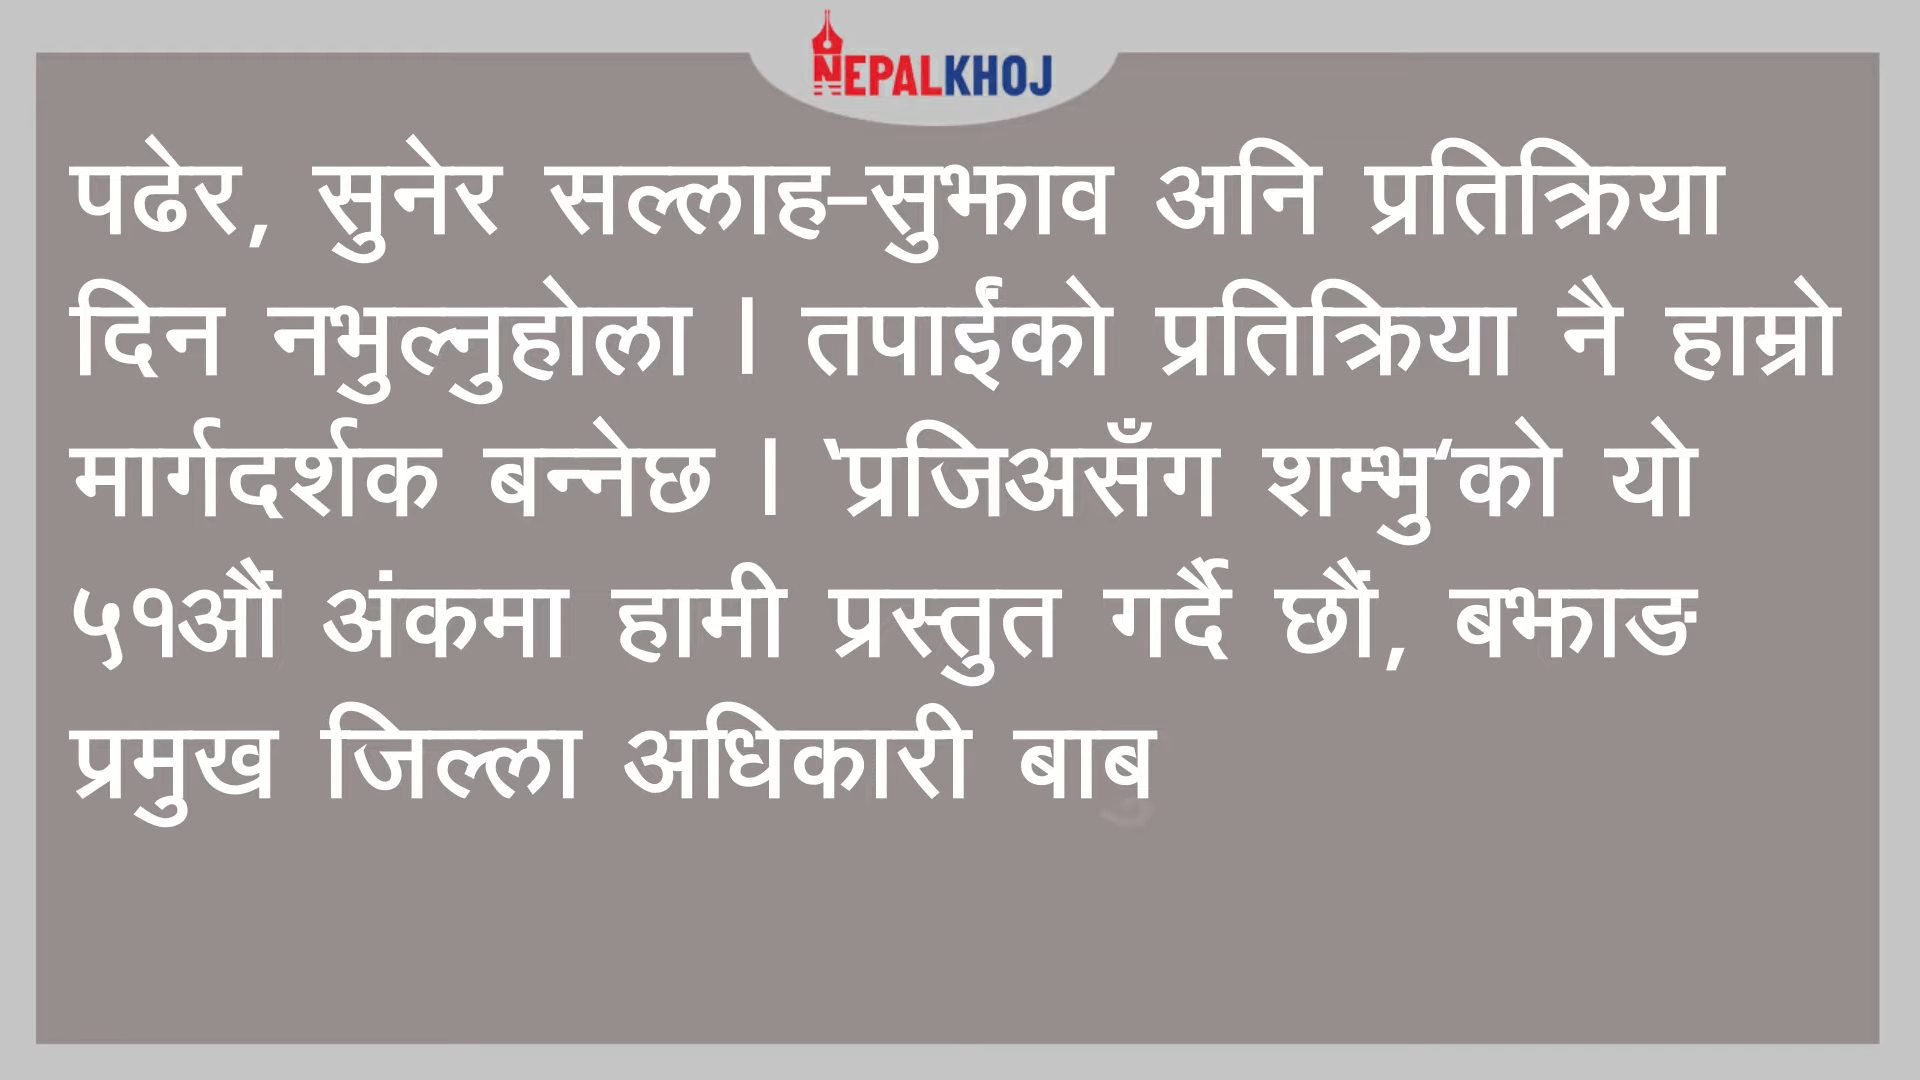 NEPALKHOJ
पढेर, सुनेर सल्लाह–सुझाव अनि प्रतिक्रिया
दिन नभुल्नुहोला । तपाईंको प्रतिक्रिया नै हाम्रो
मार्गदर्शक बन्नेछ । ‘प्रजिअसँग शम्भु’को यो
५१औं अंकमा हामी प्रस्तुत गर्दै छौं, बझाङ
प्रमुख जिल्ला अधिकारी बाबु